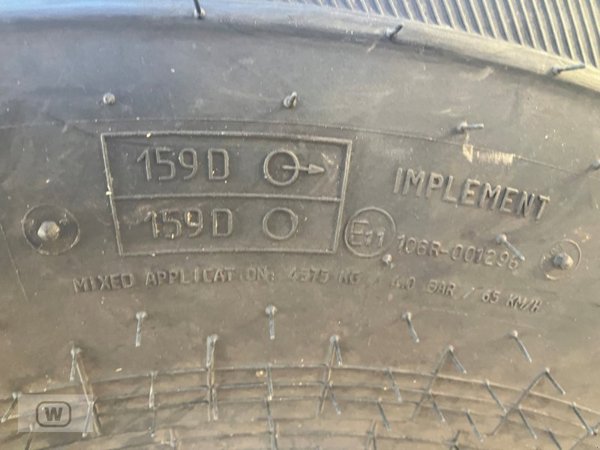 159D
IMPLEMENT
159D
E11 106R-001296
MIXED APPLICATION: 4375 KG / 4.0 BAR / 65 KM/H
W